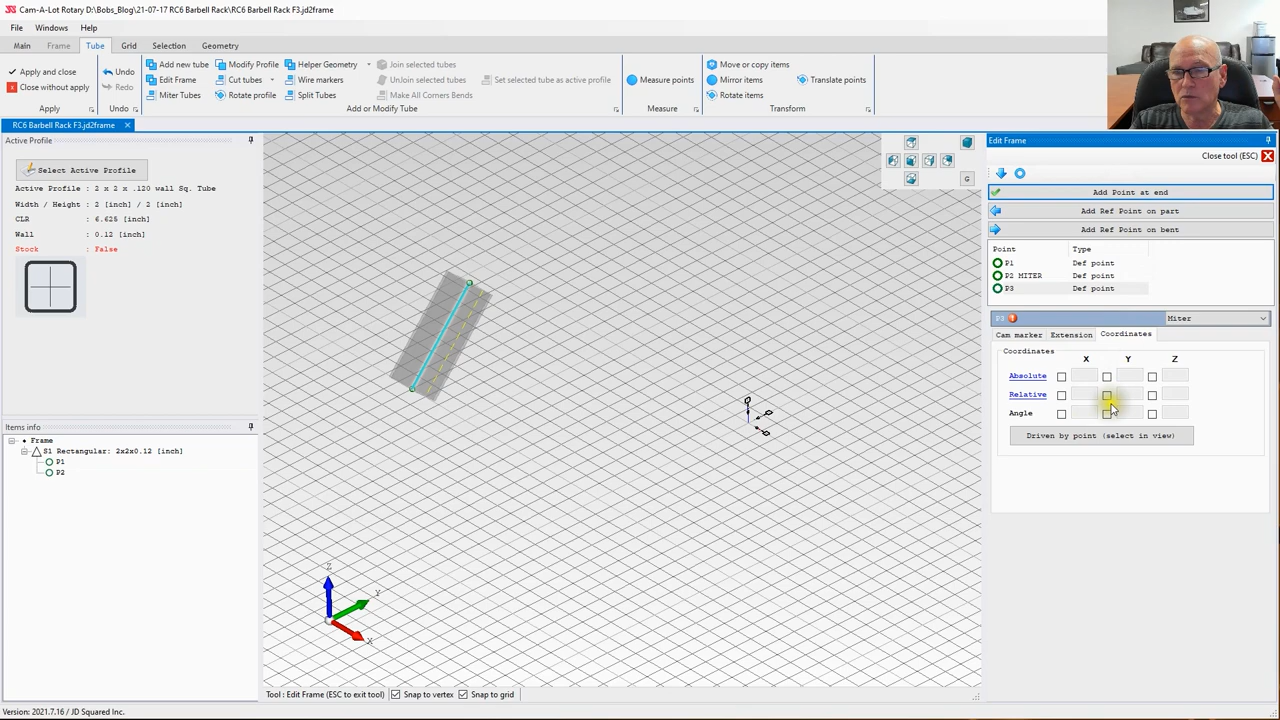 Cam-A-Lot Rotary D:\Bobs_Blog\21-07-17 RC6 Barbell Rack\RC6 Barbell Rack F3.jd2frame
File Windows Help
Main Frame Tube Grid Selection Geometry
Apply and close
Close without apply
Apply
Undo
Redo
Undo
Add new tube Modify Profile Helper Geometry Join selected tubes
Edit Frame Cut tubes Wire markers Unjoin selected tubes Set selected tube as active profile
Miter Tubes Rotate profile Split Tubes Make All Corners Bends
Add or Modify Tube
Measure points
Measure
Move or copy items
Mirror items Translate points
Rotate items
Transform
RC6 Barbell Rack F3.jd2frame
Active Profile
Select Active Profile
Active Profile : 2 x 2 x .120 wall Sq. Tube
Width / Height : 2 [inch] / 2 [inch]
CLR : 6.625 [inch]
Wall : 0.12 [inch]
Stock : False
Items info
Frame
S1 Rectangular: 2x2x0.12 [inch]
P1
P2
Z
Y
X
G
Tool : Edit Frame (ESC to exit tool) Snap to vertex Snap to grid
Edit Frame
Close tool (ESC)
Add Point at end
Add Ref Point on part
Add Ref Point on bent
Point Type
P1 Def point
P2 MITER Def point
P3 Def point
P3 Miter
Cam marker Extension Coordinates
Coordinates
X Y Z
Absolute
Relative
Angle
Driven by point (select in view)
Version: 2021.7.16 / JD Squared Inc.